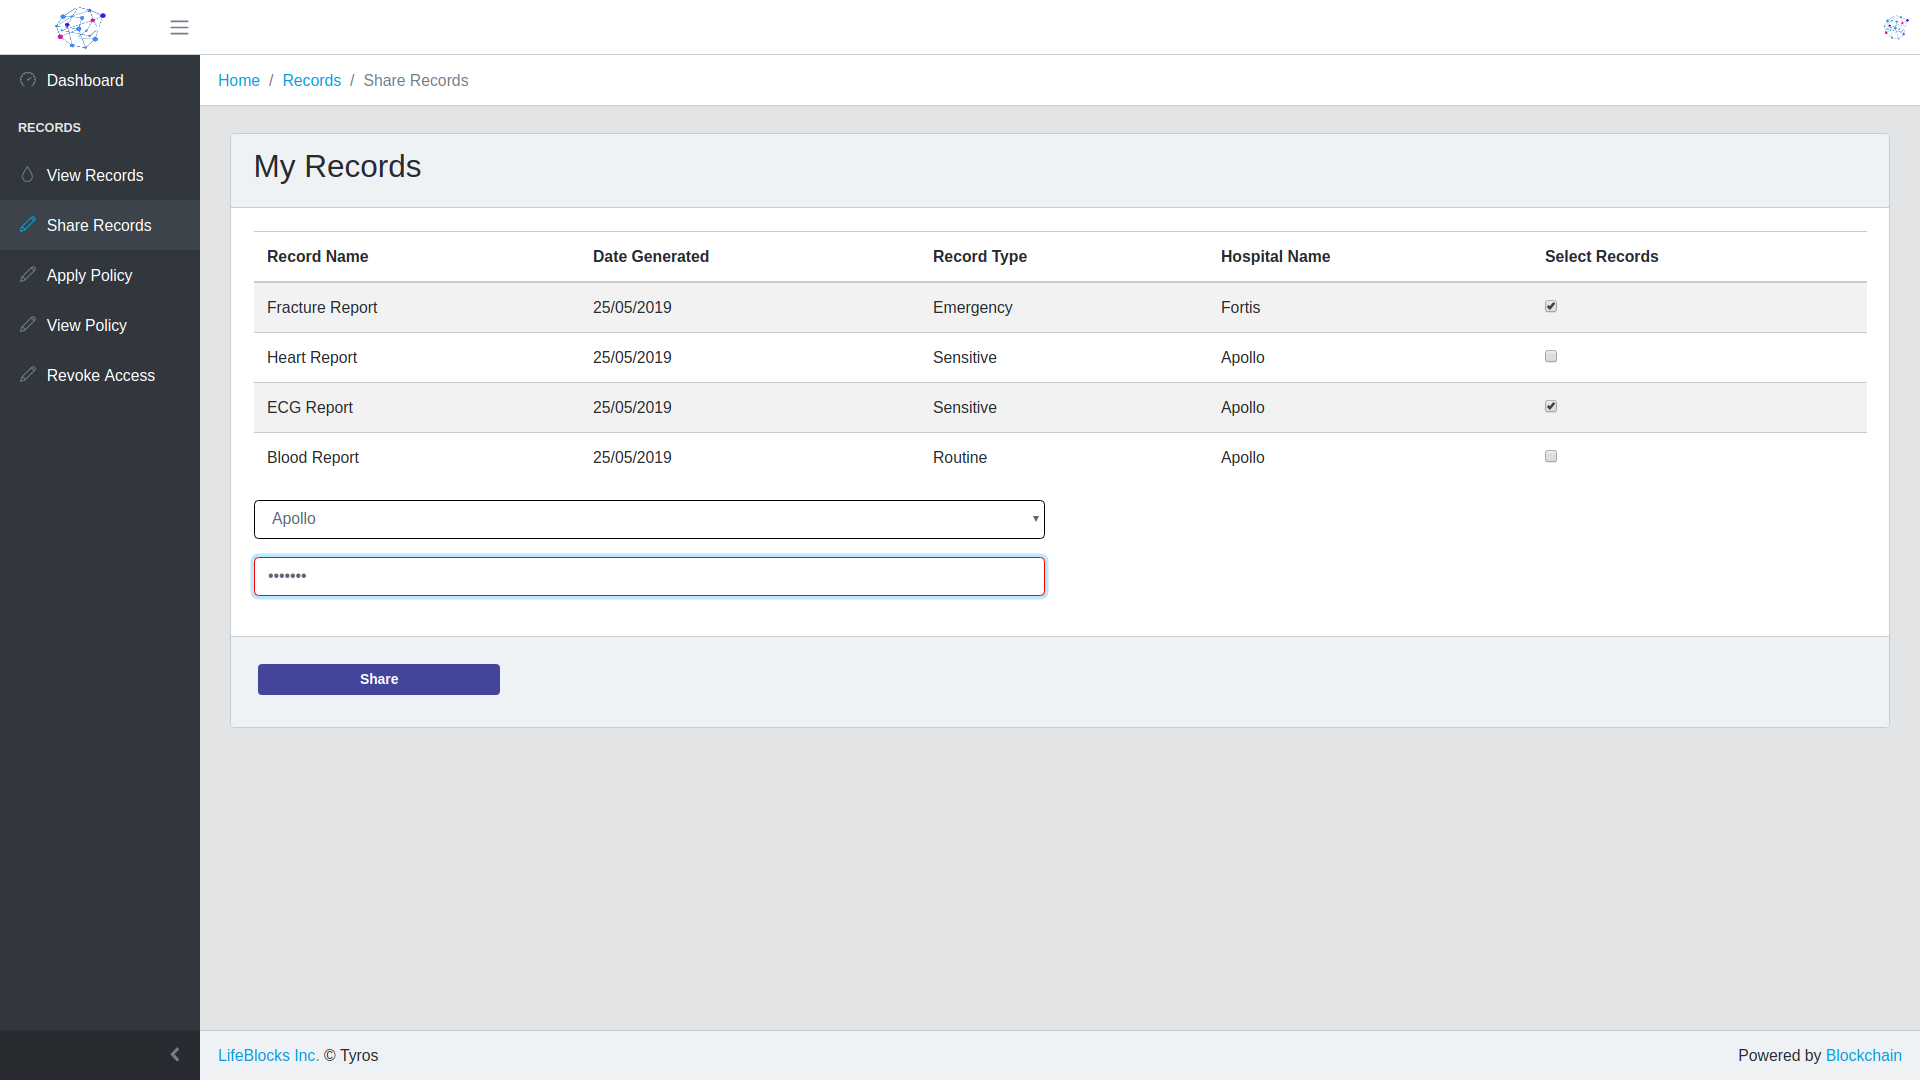 Dashboard
Home / Records / Share Records
RECORDS
View Records
Share Records
Apply Policy
View Policy
Revoke Access
My Records
Record Name Date Generated Record Type Hospital Name Select Records
Fracture Report 25/05/2019 Emergency Fortis
Heart Report 25/05/2019 Sensitive Apollo
ECG Report 25/05/2019 Sensitive Apollo
Blood Report 25/05/2019 Routine Apollo
Apollo
•••••••
Share
LifeBlocks Inc. © Tyros
Powered by Blockchain